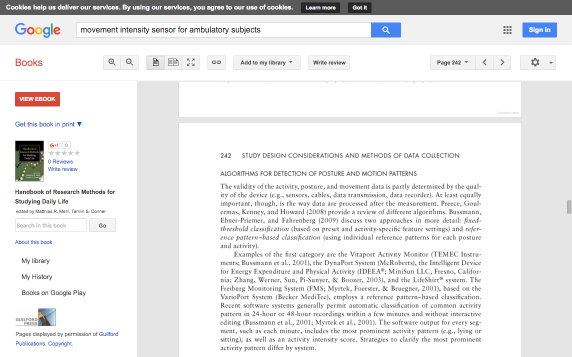 Cookies help us deliver our services. By using our services, you agree to our use of cookies. Learn more Got it
Google movement intensity sensor for ambulatory subjects Sign in
Books Add to my library Write review Page 242
VIEW EBOOK
Get this book in print ▼
0 Reviews
Write review
Handbook of Research Methods for
Studying Daily Life
edited by Matthias R. Mehl, Tamlin S. Conner
Search in this book Go
About this book
My library
My History
Books on Google Play
Pages displayed by permission of Guilford
Publications. Copyright.
242 STUDY DESIGN CONSIDERATIONS AND METHODS OF DATA COLLECTION
ALGORITHMS FOR DETECTION OF POSTURE AND MOTION PATTERNS
The validity of the activity, posture, and movement data is partly determined by the qual-
ity of the device (e.g., sensors, cables, data transmission, data recorder). At least equally
important, though, is the way data are processed after the measurement. Preece, Goul-
ermas, Kenney, and Howard (2008) provide a review of different algorithms. Bussmann,
Ebner-Priemer, and Fahrenberg (2009) discuss two approaches in more detail: fixed-
threshold classification (based on preset and activity-specific feature settings) and refer-
ence pattern–based classification (using individual reference patterns for each posture
and activity).
Examples of the first category are the Vitaport Activity Monitor (TEMEC Instru-
ments; Bussmann et al., 2001), the DynaPort System (McRoberts), the Intelligent Device
for Energy Expenditure and Physical Activity (IDEEA®; MiniSun LLC, Fresno, Califor-
nia; Zhang, Werner, Sun, Pi-Sunyer, & Boozer, 2003), and the LifeShirt® system. The
Freiburg Monitoring System (FMS; Myrtek, Foerster, & Bruegner, 2001), based on the
VarioPort System (Becker MediTec), employs a reference pattern–based classification.
Recent software systems generally permit automatic classification of common activity
pattern in 24-hour or 48-hour recordings within a few minutes and without interactive
editing (Bussmann et al., 2001; Myrtek et al., 2001). The software output for every seg-
ment, such as each minute, includes the most prominent activity pattern (e.g., lying or
sitting), as well as an activity intensity score. Strategies to clarify the most prominent
activity pattern differ by system.